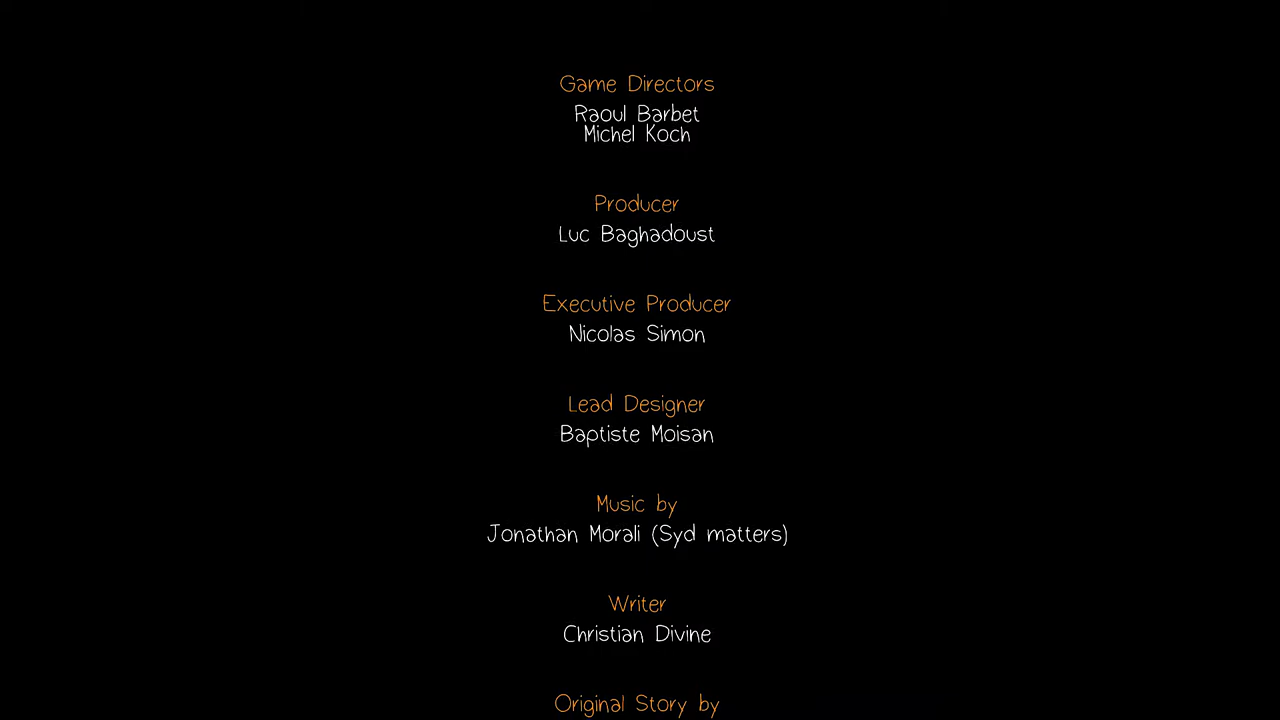 Game Directors
Raoul Barbet
Michel Koch
Producer
Luc Baghadoust
Executive Producer
Nicolas Simon
Lead Designer
Baptiste Moisan
Music by
Jonathan Morali (Syd matters)
Writer
Christian Divine
Original Story by